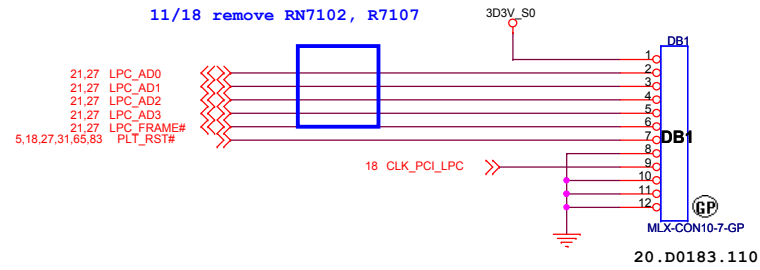 11/18 remove RN7102, R7107
3D3V_S0
DB1
1
21,27 LPC_AD0 2
21,27 LPC_AD1 3
21,27 LPC_AD2 4
21,27 LPC_AD3 5
21,27 LPC_FRAME# 6
5,18,27,31,65,83 PLT_RST# 7
DB1
8
18 CLK_PCI_LPC 9
10
11
12
GP
MLX-CON10-7-GP
20.D0183.110